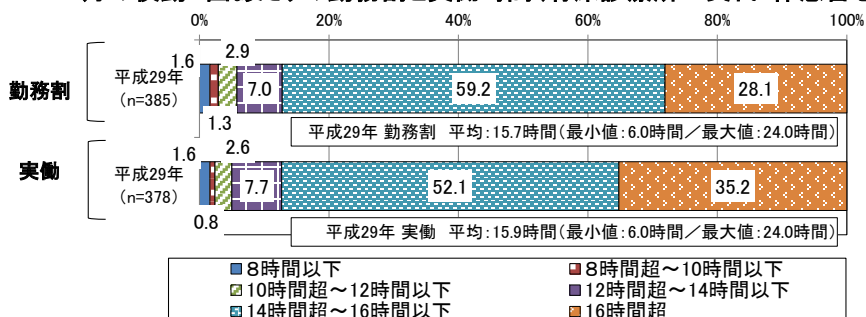 0% 20% 40% 60% 80% 100%
1.6 2.9
勤務割 平成29年 (n=385) 7.0 59.2 28.1
1.3 平成29年 勤務割 平均:15.7時間(最小値:6.0時間/最大値:24.0時間)
1.6 2.6
実働 平成29年 (n=378) 7.7 52.1 35.2
0.8 平成29年 実働 平均:15.9時間(最小値:6.0時間/最大値:24.0時間)
8時間以下 8時間超~10時間以下
10時間超~12時間以下 12時間超~14時間以下
14時間超~16時間以下 16時間超